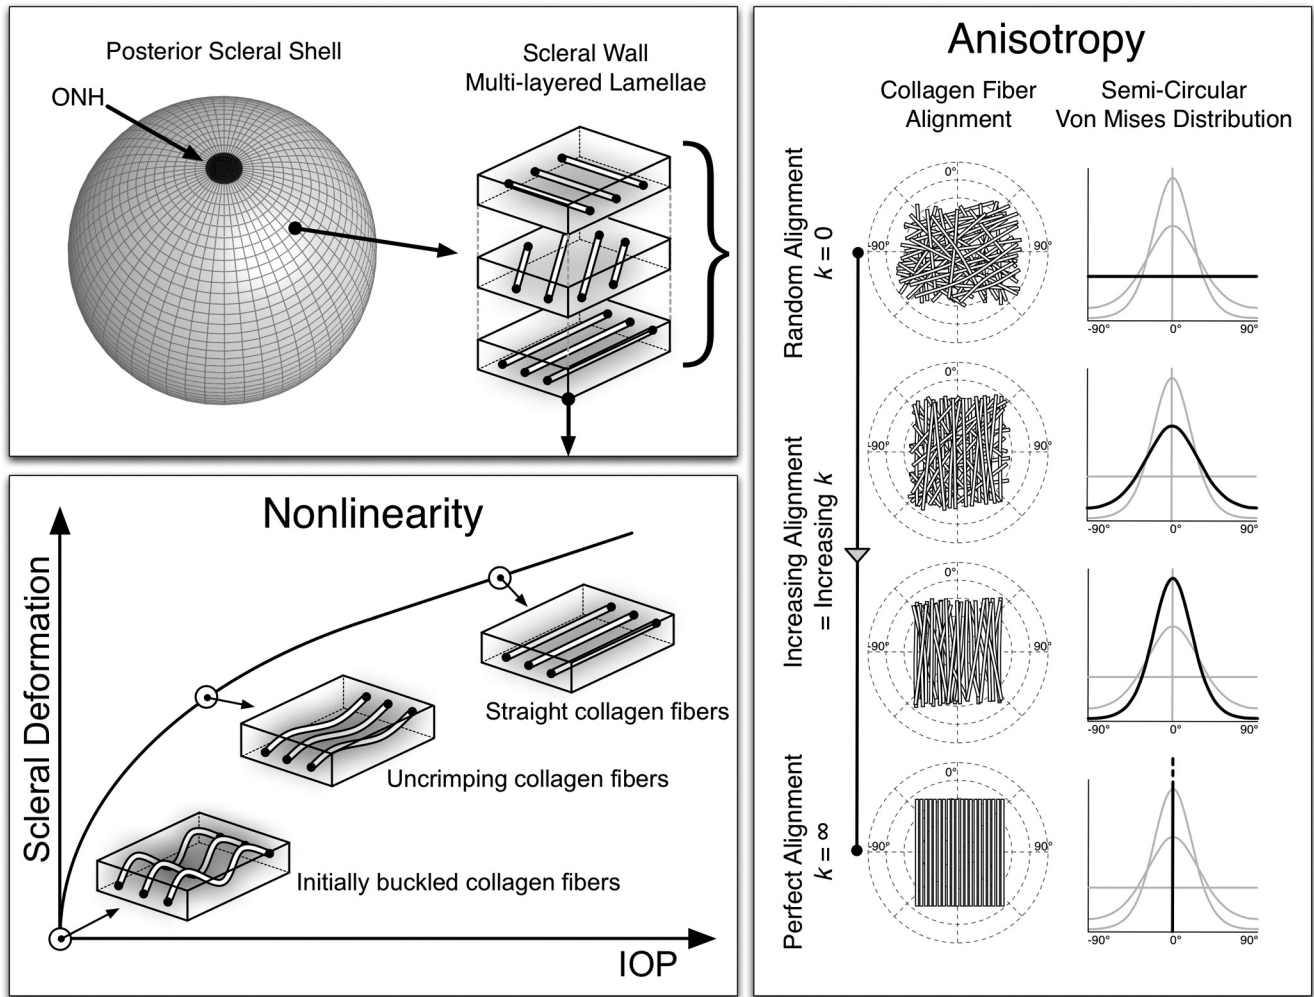 Posterior Scleral Shell
ONH
Scleral Wall
Multi-layered Lamellae
Nonlinearity
Scleral Deformation
Straight collagen fibers
Uncrimping collagen fibers
Initially buckled collagen fibers
IOP
Anisotropy
Collagen Fiber
Alignment
Semi-Circular
Von Mises Distribution
Random Alignment
k = 0
0°
-90°
90°
-90°
0°
90°
Increasing Alignment
= Increasing k
0°
-90°
90°
-90°
0°
90°
0°
-90°
90°
-90°
0°
90°
Perfect Alignment
k = ∞
0°
-90°
90°
-90°
0°
90°